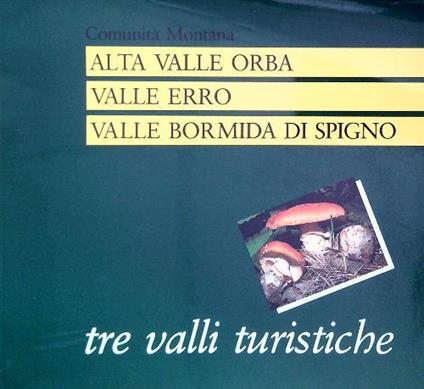 Comunità Montana
ALTA VALLE ORBA
VALLE ERRO
VALLE BORMIDA DI SPIGNO
tre valli turistiche